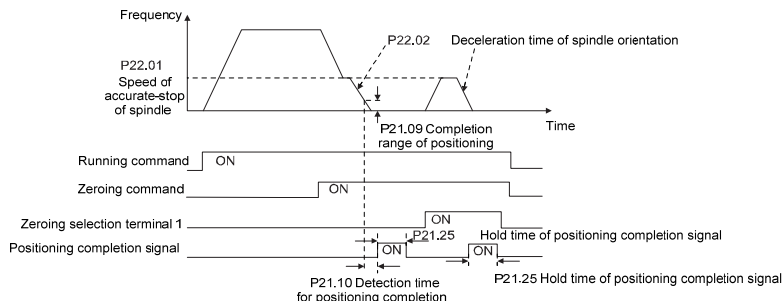 Frequency
P22.02
Deceleration time of spindle orientation
P22.01
Speed of
accurate-stop
of spindle
Time
P21.09 Completion
range of positioning
Running command
ON
Zeroing command
ON
Zeroing selection terminal 1
ON
P21.25
Hold time of positioning completion signal
Positioning completion signal
ON
ON
P21.10 Detection time
for positioning completion
P21.25 Hold time of positioning completion signal